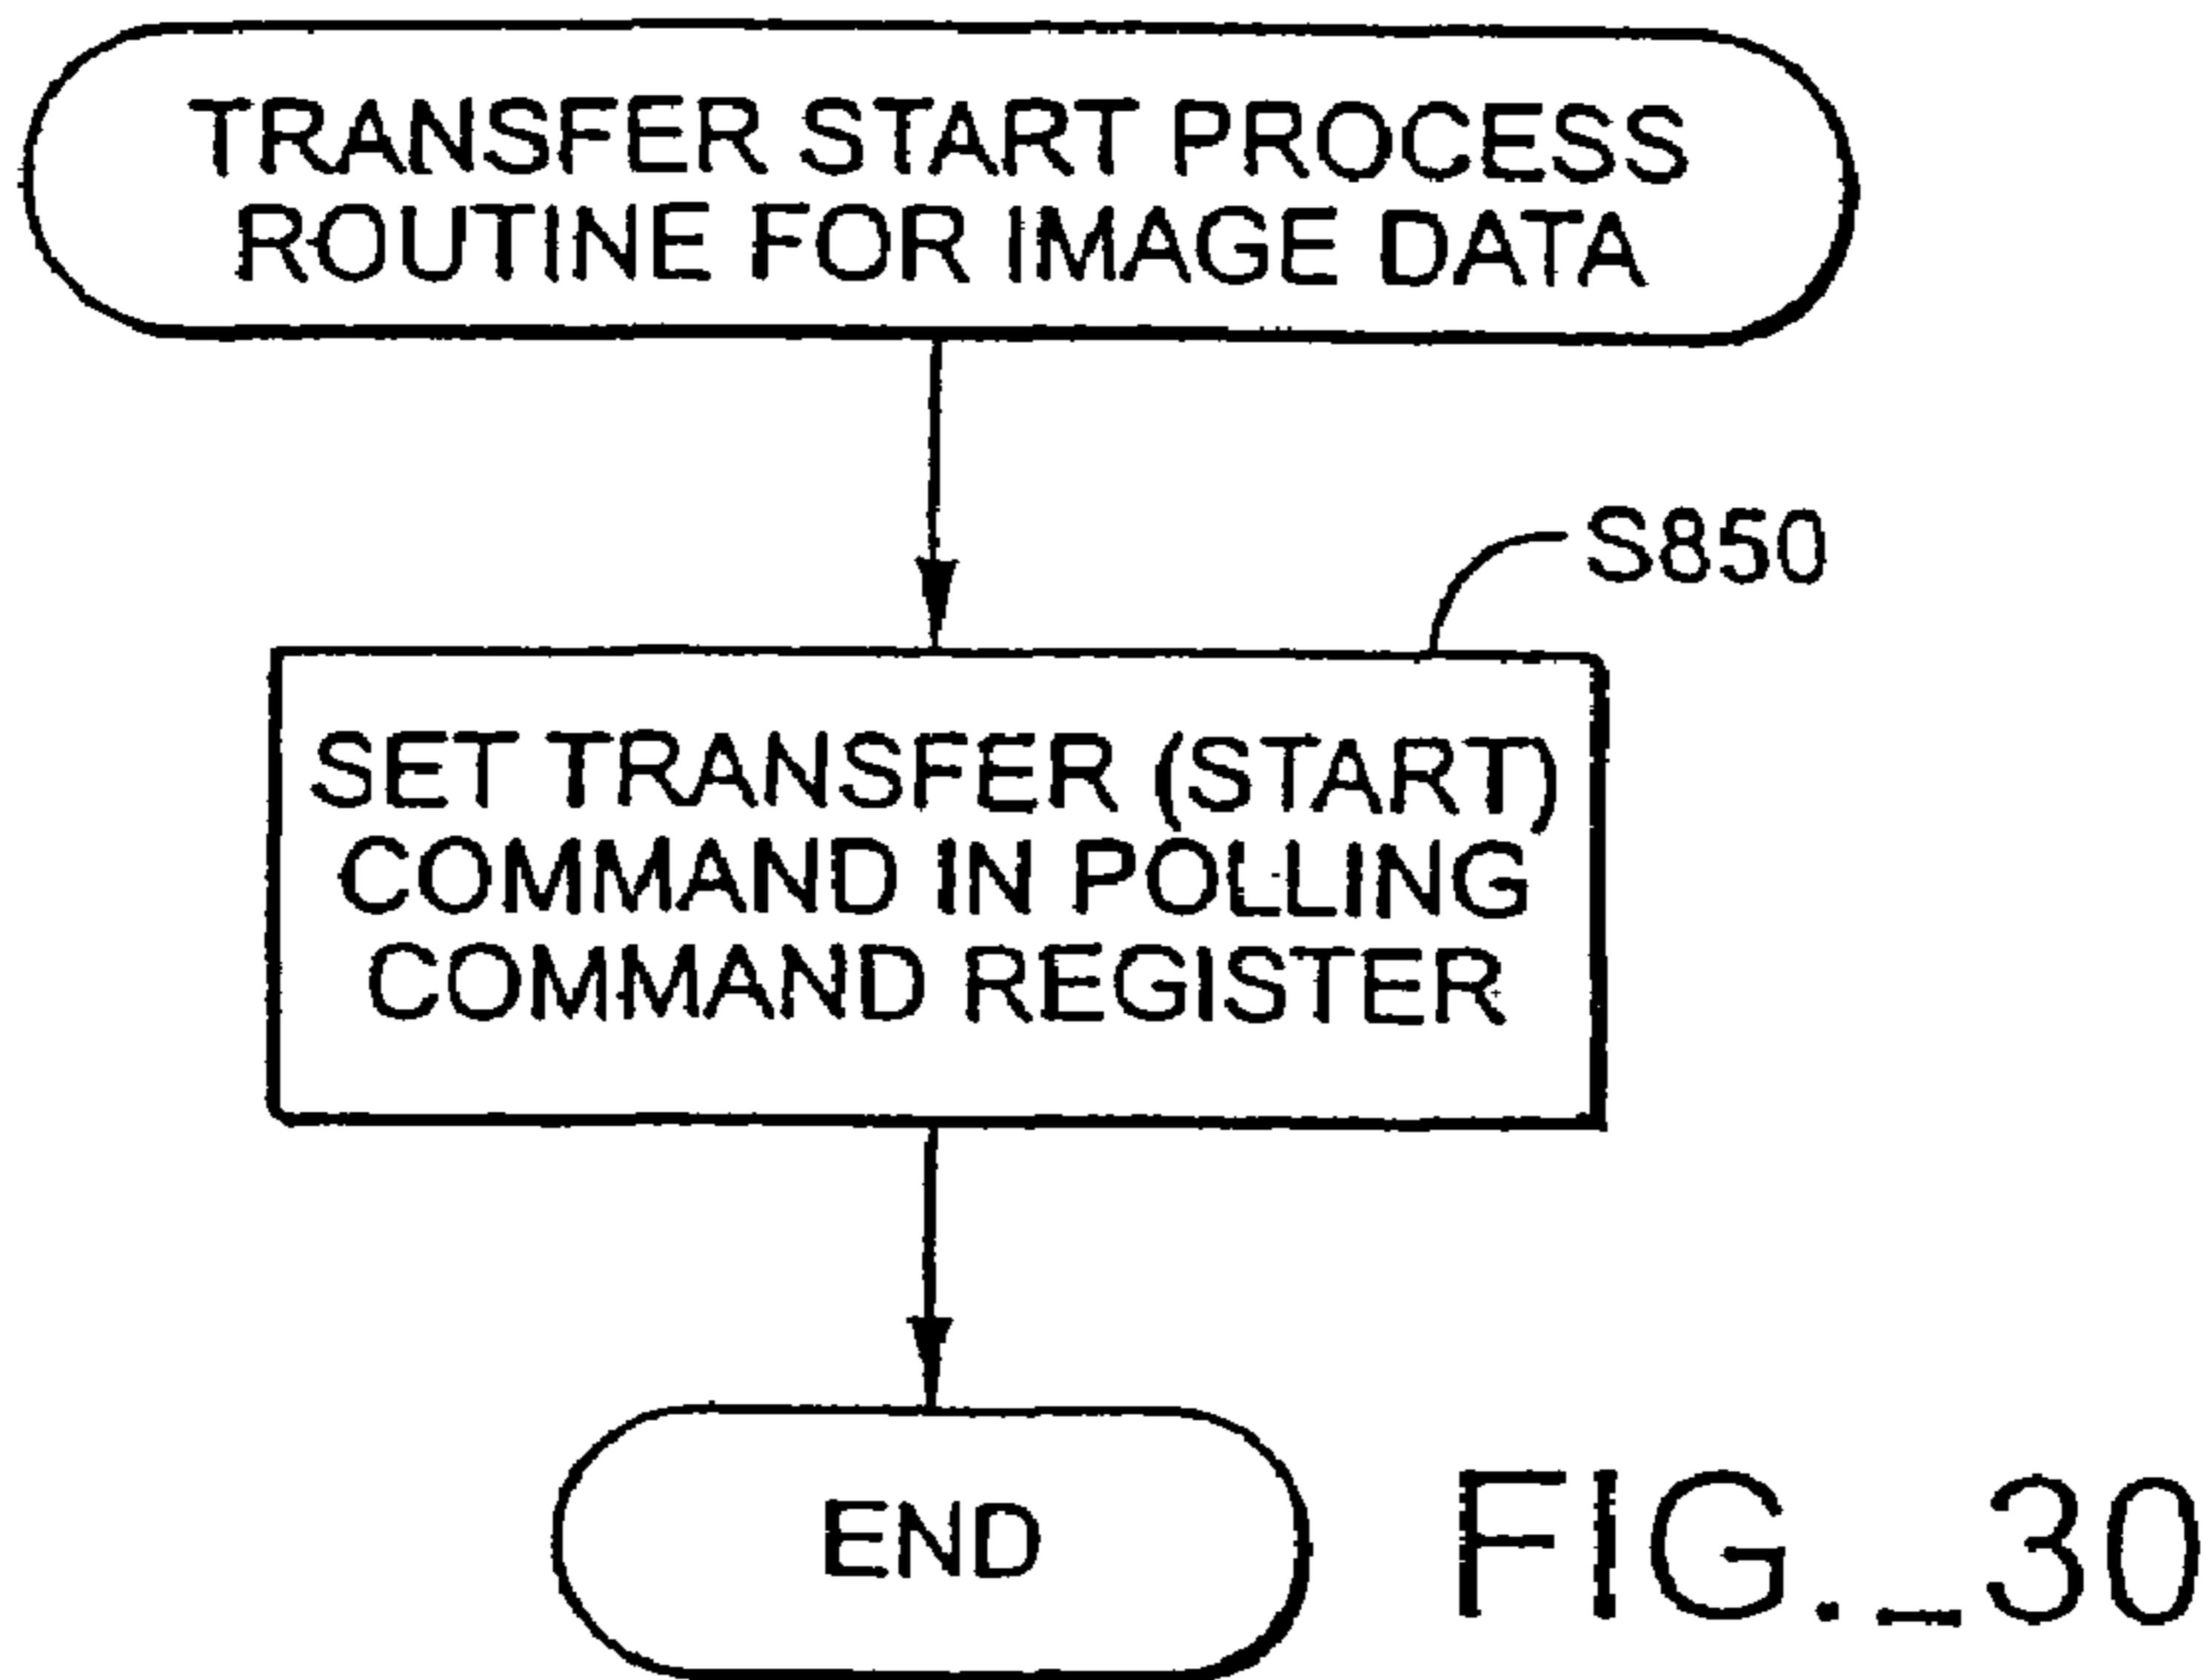 TRANSFER START PROCESS
ROUTINE FOR IMAGE DATA
S850
SET TRANSFER (START)
COMMAND IN POLLING
COMMAND REGISTER
END
FIG._30